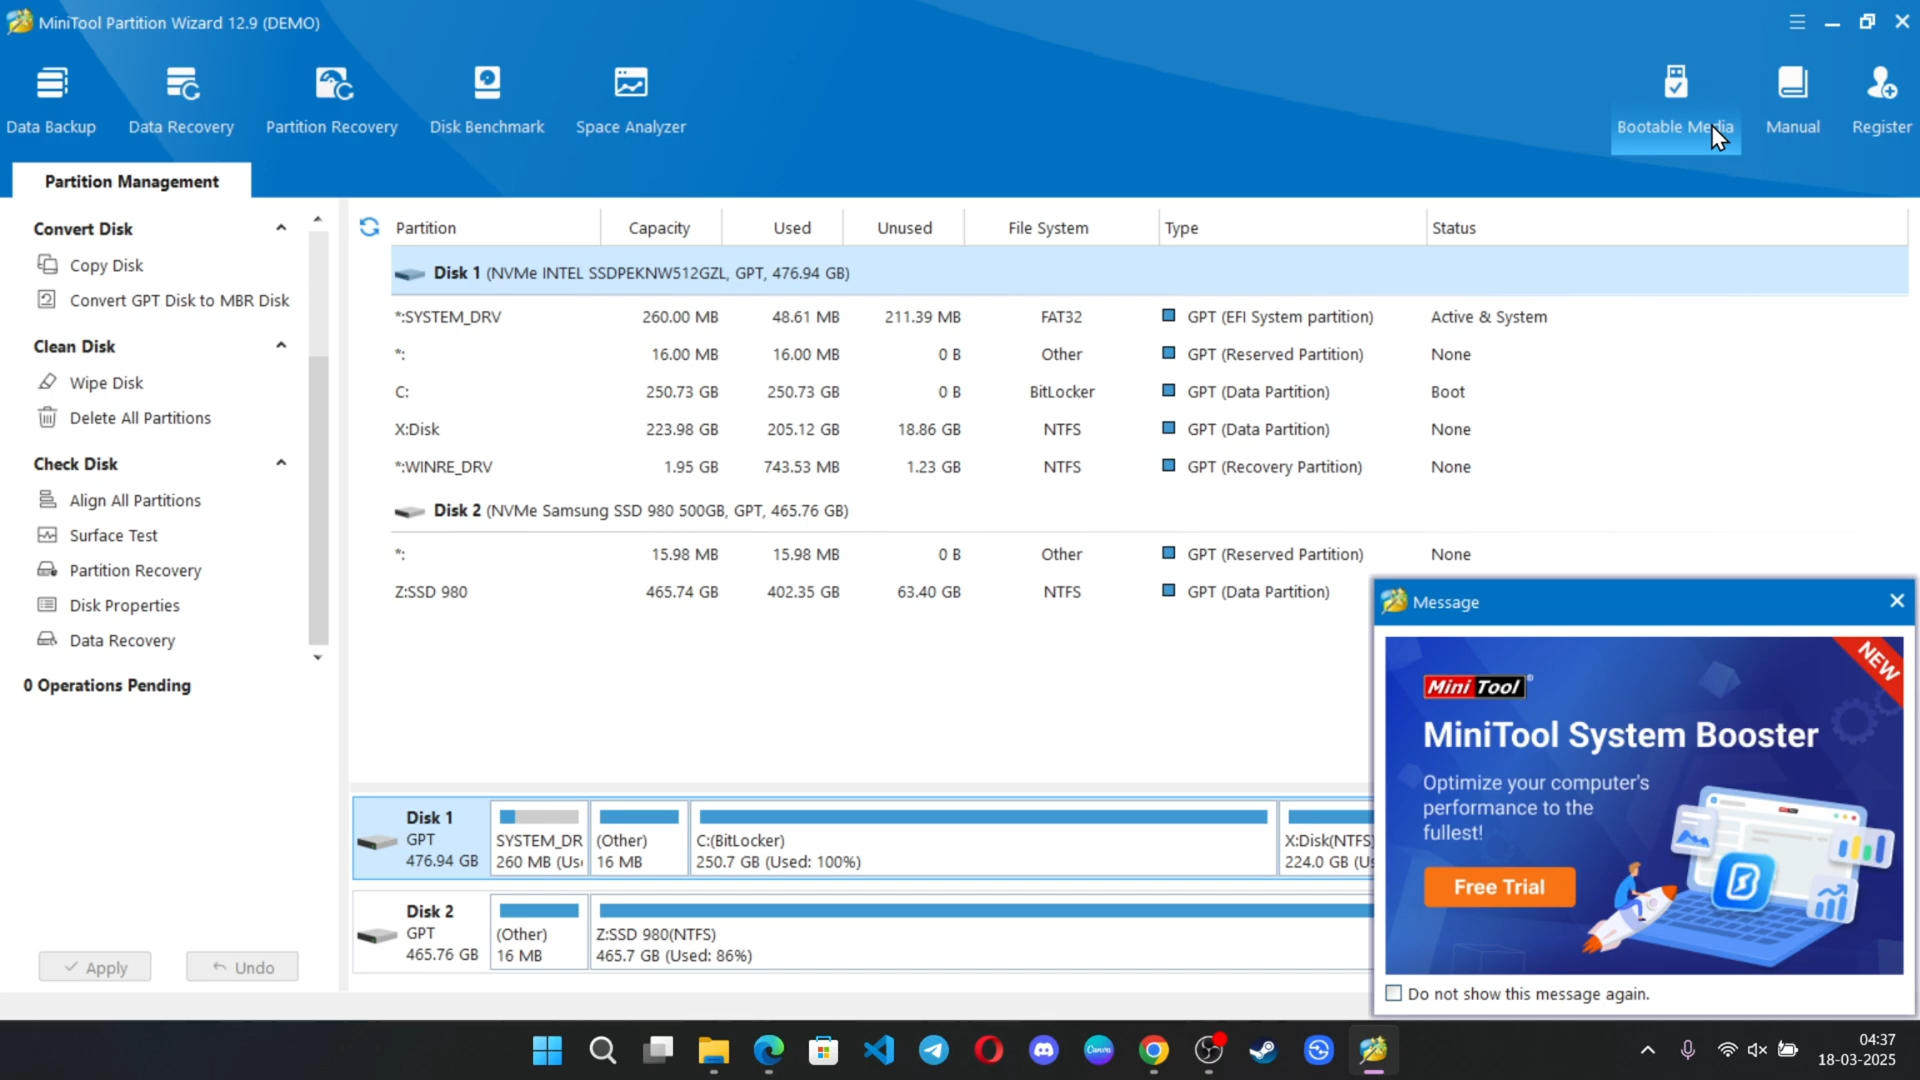 MiniTool Partition Wizard 12.9 (DEMO)
Data Backup
Data Recovery
Partition Recovery
Disk Benchmark
Space Analyzer
Bootable Media
Manual
Register
Partition Management
Convert Disk
Copy Disk
Convert GPT Disk to MBR Disk
Clean Disk
Wipe Disk
Delete All Partitions
Check Disk
Align All Partitions
Surface Test
Partition Recovery
Disk Properties
Data Recovery
0 Operations Pending
Apply
Undo
Partition Capacity Used Unused File System Type Status
Disk 1 (NVMe INTEL SSDPEKNW512GZL, GPT, 476.94 GB)
*:SYSTEM_DRV 260.00 MB 48.61 MB 211.39 MB FAT32 GPT (EFI System partition) Active & System
*: 16.00 MB 16.00 MB 0 B Other GPT (Reserved Partition) None
C: 250.73 GB 250.73 GB 0 B BitLocker GPT (Data Partition) Boot
X:Disk 223.98 GB 205.12 GB 18.86 GB NTFS GPT (Data Partition) None
*:WINRE_DRV 1.95 GB 743.53 MB 1.23 GB NTFS GPT (Recovery Partition) None
Disk 2 (NVMe Samsung SSD 980 500GB, GPT, 465.76 GB)
*: 15.98 MB 15.98 MB 0 B Other GPT (Reserved Partition) None
Z:SSD 980 465.74 GB 402.35 GB 63.40 GB NTFS GPT (Data Partition)
Disk 1
GPT
476.94 GB
SYSTEM_DR
260 MB (Us
(Other)
16 MB
C:(BitLocker)
250.7 GB (Used: 100%)
X:Disk(NTFS)
224.0 GB (U
Disk 2
GPT
465.76 GB
(Other)
16 MB
Z:SSD 980(NTFS)
465.7 GB (Used: 86%)
Message
NEW
Mini Tool®
MiniTool System Booster
Optimize your computer's
performance to the
fullest!
Free Trial
Do not show this message again.
Canva
04:37
18-03-2025